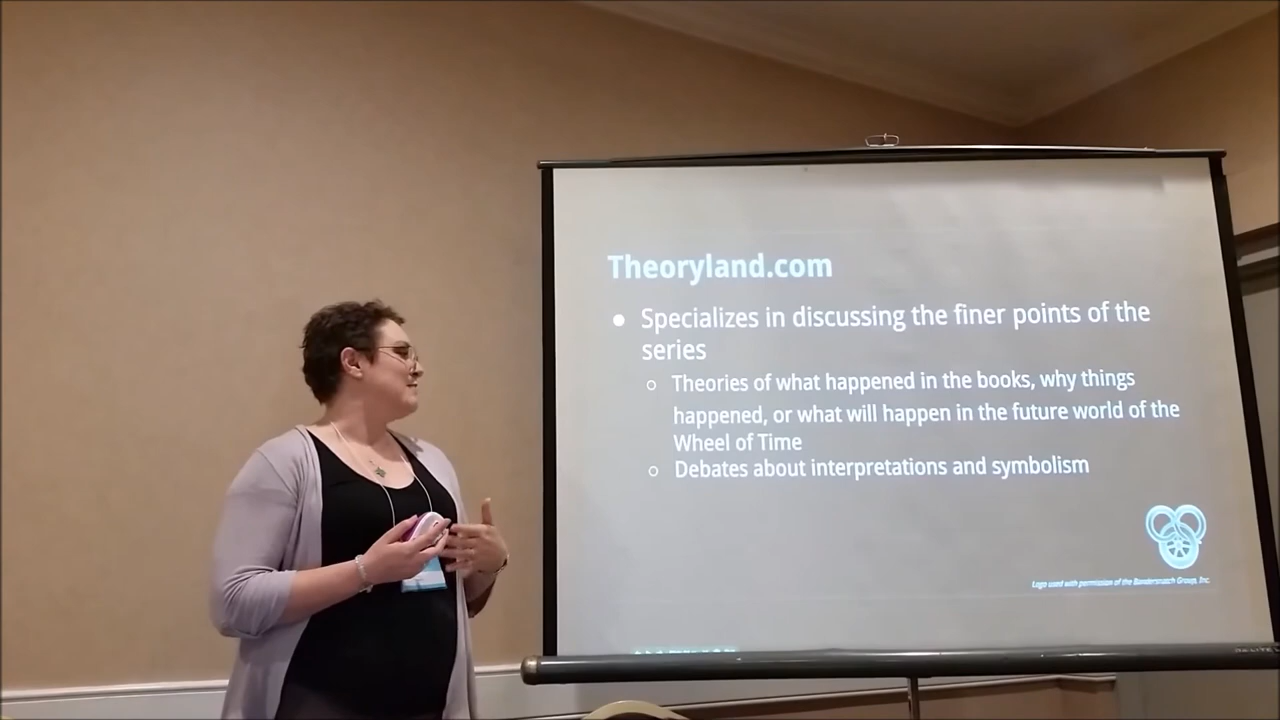 Theoryland.com
● Specializes in discussing the finer points of the
series
○ Theories of what happened in the books, why things
happened, or what will happen in the future world of the
Wheel of Time
○ Debates about interpretations and symbolism
Logo used with permission of the Bandersnatch Group, Inc.